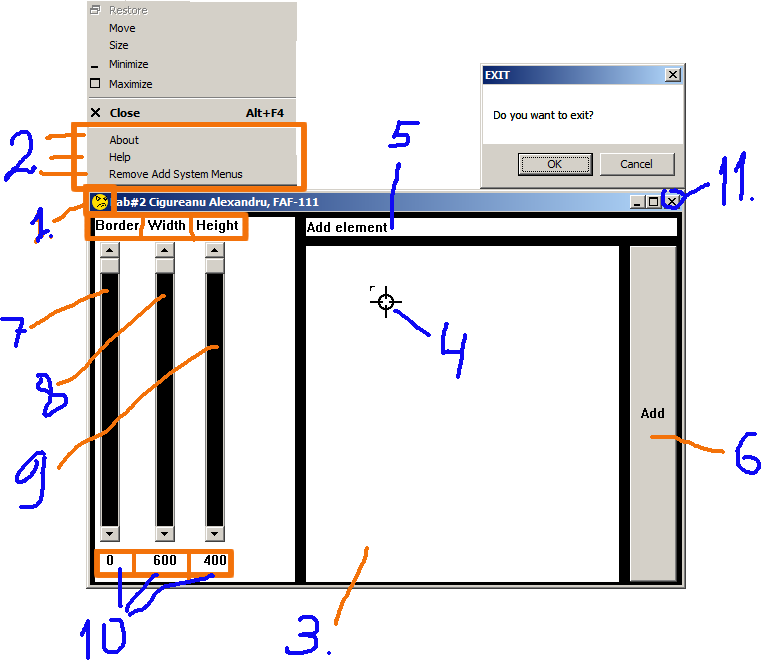 Restore
Move
Size
Minimize
Maximize
Close Alt+F4
About
Help
Remove Add System Menus
2
EXIT
Do you want to exit?
OK Cancel
5
11.
1.
ab#2 Cigureanu Alexandru, FAF-111
Border Width Height
Add element
7
4
8
Add
6
9
0 600 400
10
3.